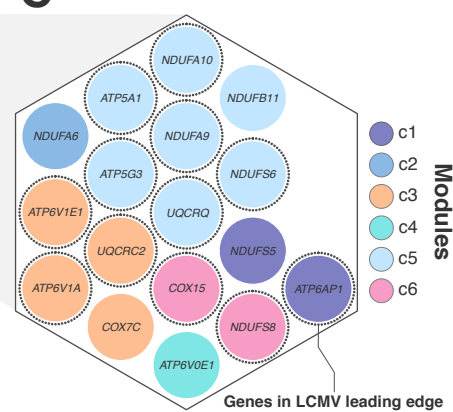 NDUFA10
ATP5A1
NDUFB11
NDUFA6
NDUFA9
ATP5G3
NDUFS6
ATP6V1E1
UQCRQ
UQCRC2
NDUFS5
ATP6V1A
COX15
ATP6AP1
COX7C
NDUFS8
ATP6V0E1
Genes in LCMV leading edge
c1
c2
c3
c4
c5
c6
Modules